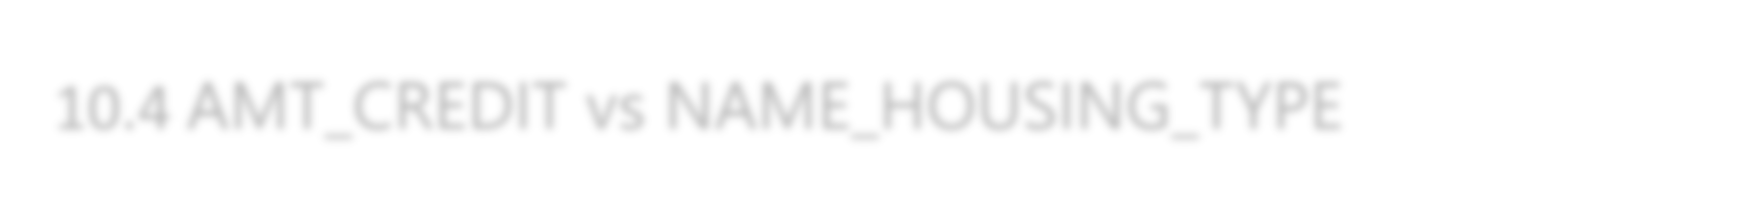 10.4 AMT_CREDIT vs NAME_HOUSING_TYPE